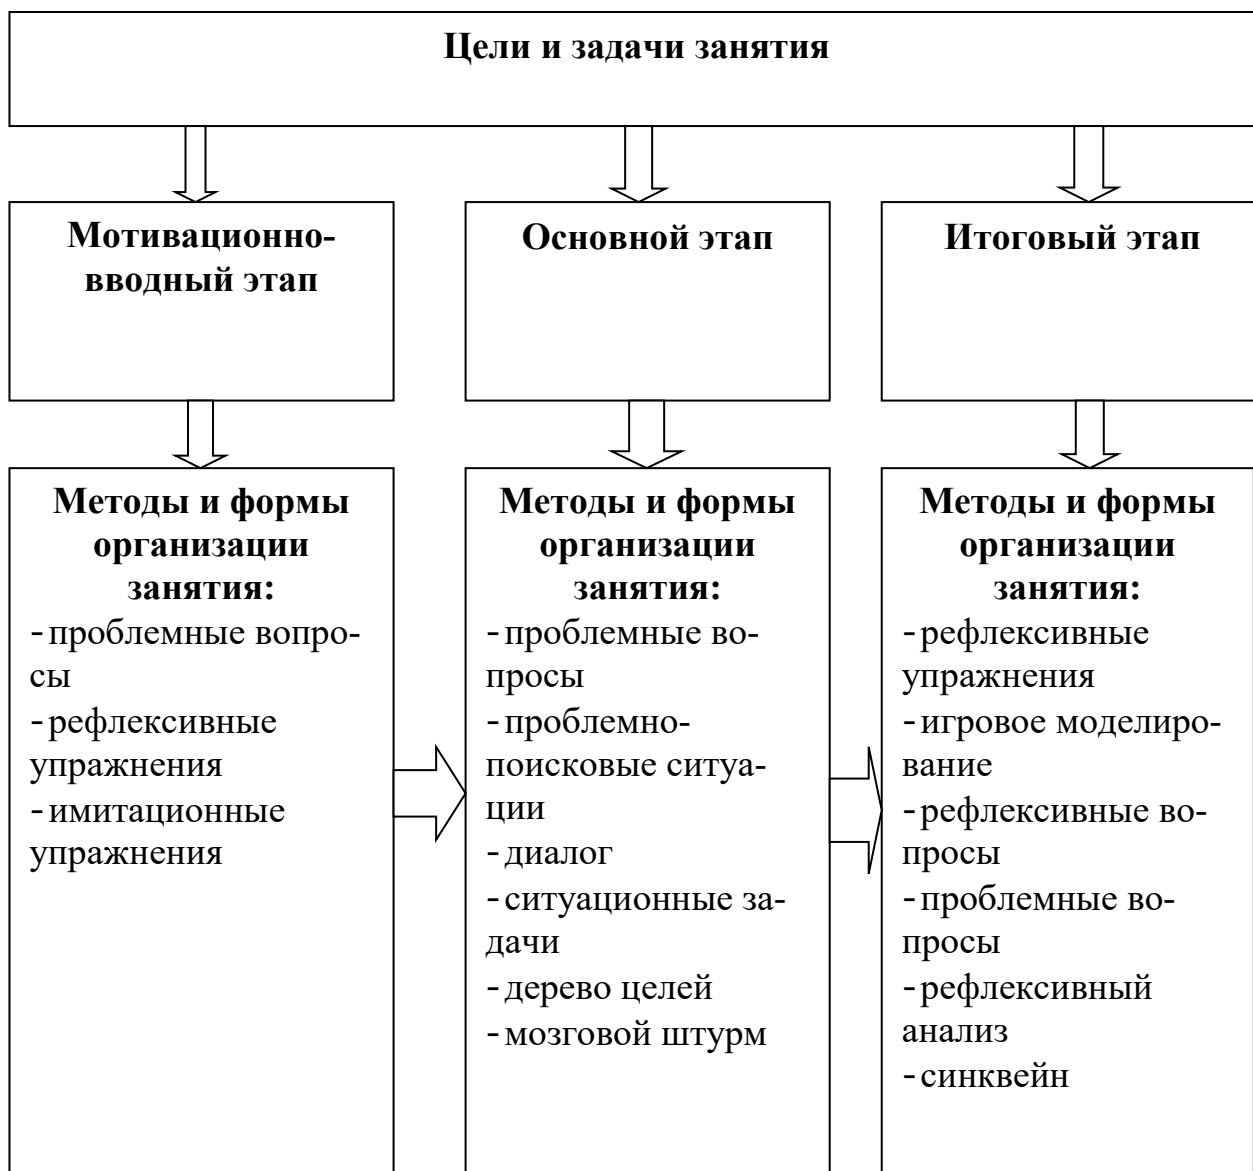 Цели и задачи занятия
Мотивационно-
вводный этап
Основной этап
Итоговый этап
Методы и формы
организации
занятия:
- проблемные вопро-
сы
- рефлексивные
упражнения
- имитационные
упражнения
Методы и формы
организации
занятия:
- проблемные во-
просы
- проблемно-
поисковые ситуа-
ции
- диалог
- ситуационные за-
дачи
- дерево целей
- мозговой штурм
Методы и формы
организации
занятия:
- рефлексивные
упражнения
- игровое моделиро-
вание
- рефлексивные во-
просы
- проблемные во-
просы
- рефлексивный
анализ
- синквейн